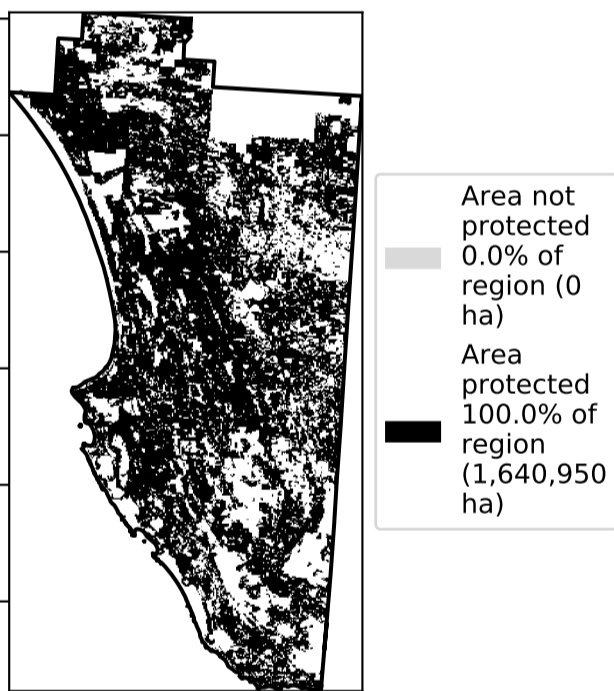 Area not
protected
0.0% of
region (0
ha)
Area
protected
100.0% of
region
(1,640,950
ha)